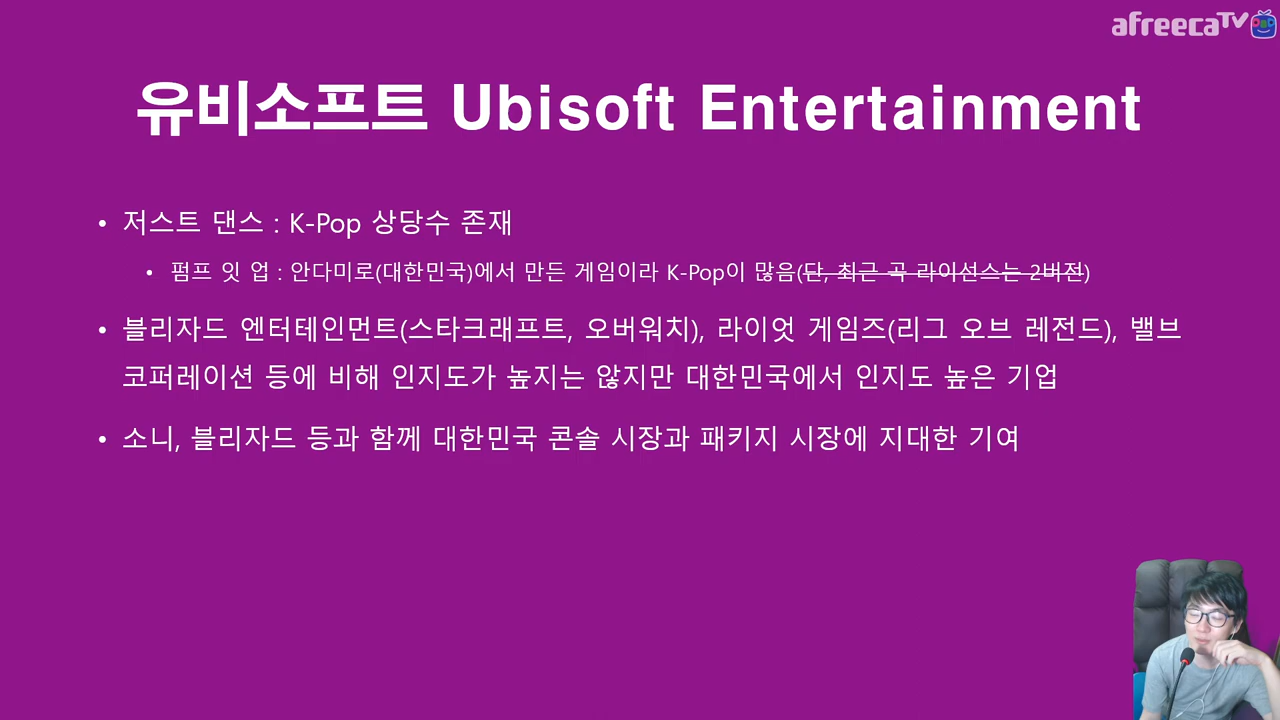 afreecaTV
유비소프트 Ubisoft Entertainment
• 저스트 댄스 : K-Pop 상당수 존재
• 펌프 잇 업 : 안다미로(대한민국)에서 만든 게임이라 K-Pop이 많음(단, 최근 곡 라이선스는 2버전)
• 블리자드 엔터테인먼트(스타크래프트, 오버워치), 라이엇 게임즈(리그 오브 레전드), 밸브
코퍼레이션 등에 비해 인지도가 높지는 않지만 대한민국에서 인지도 높은 기업
• 소니, 블리자드 등과 함께 대한민국 콘솔 시장과 패키지 시장에 지대한 기여